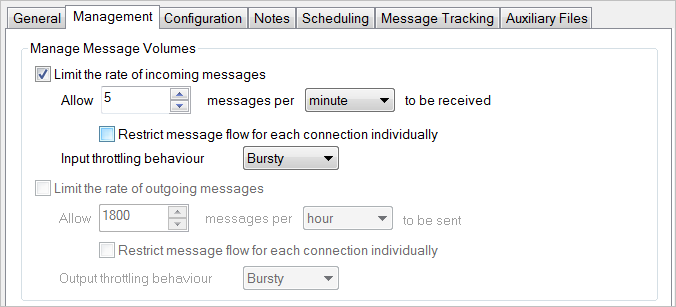 General Management Configuration Notes Scheduling Message Tracking Auxiliary Files
Manage Message Volumes
Limit the rate of incoming messages
Allow 5 messages per minute to be received
Restrict message flow for each connection individually
Input throttling behaviour Bursty
Limit the rate of outgoing messages
Allow 1800 messages per hour to be sent
Restrict message flow for each connection individually
Output throttling behaviour Bursty